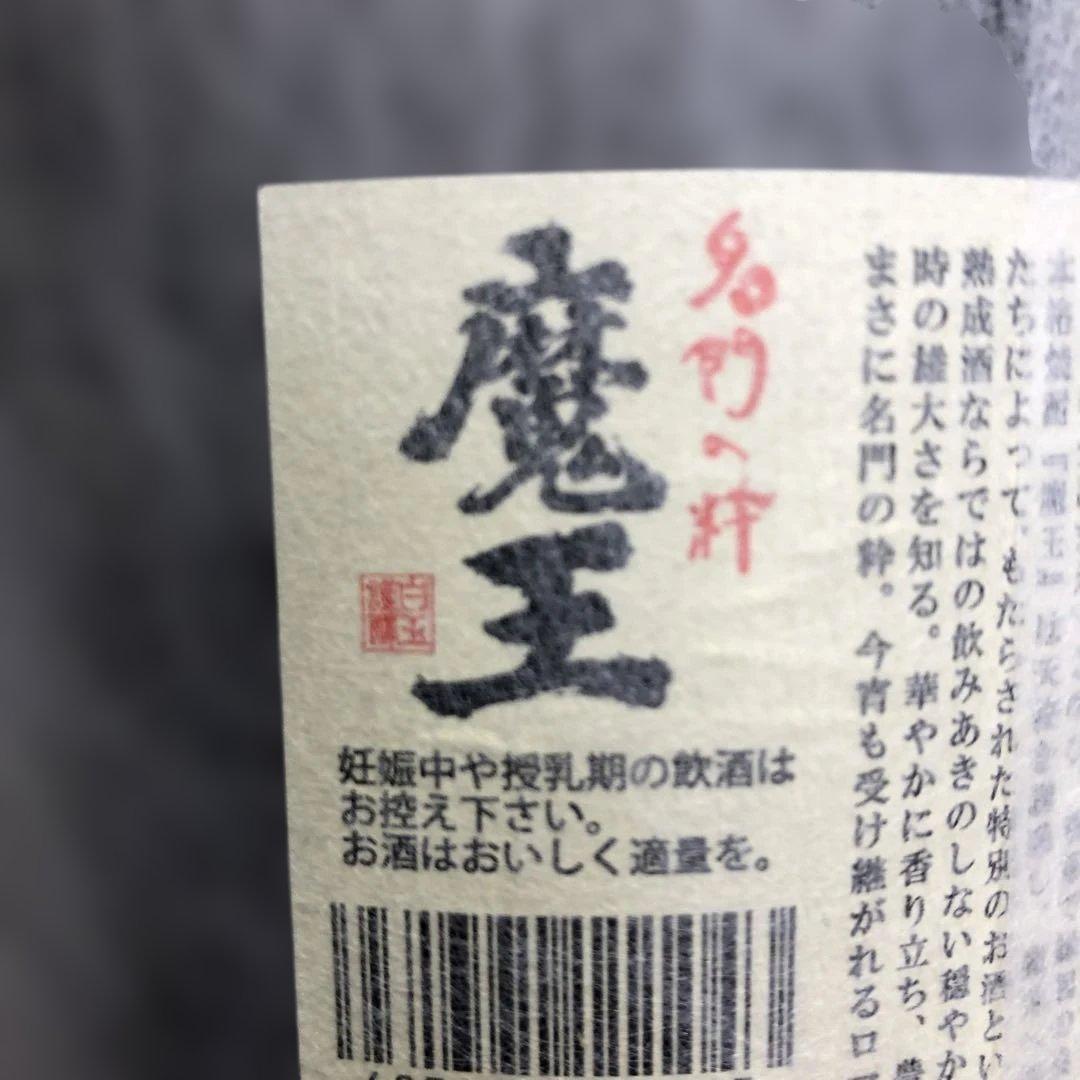 たちによって、もたらされた特別のお酒とい
熟成酒ならではの飲みあきのしない穏やか
時の雄大さを知る。華やかに香り立ち、
まさに名門の粋。今宵も受け継がれるロ
名門の粋
魔王
白玉
妊娠中や授乳期の飲酒は
お控え下さい。
お酒はおいしく適量を。